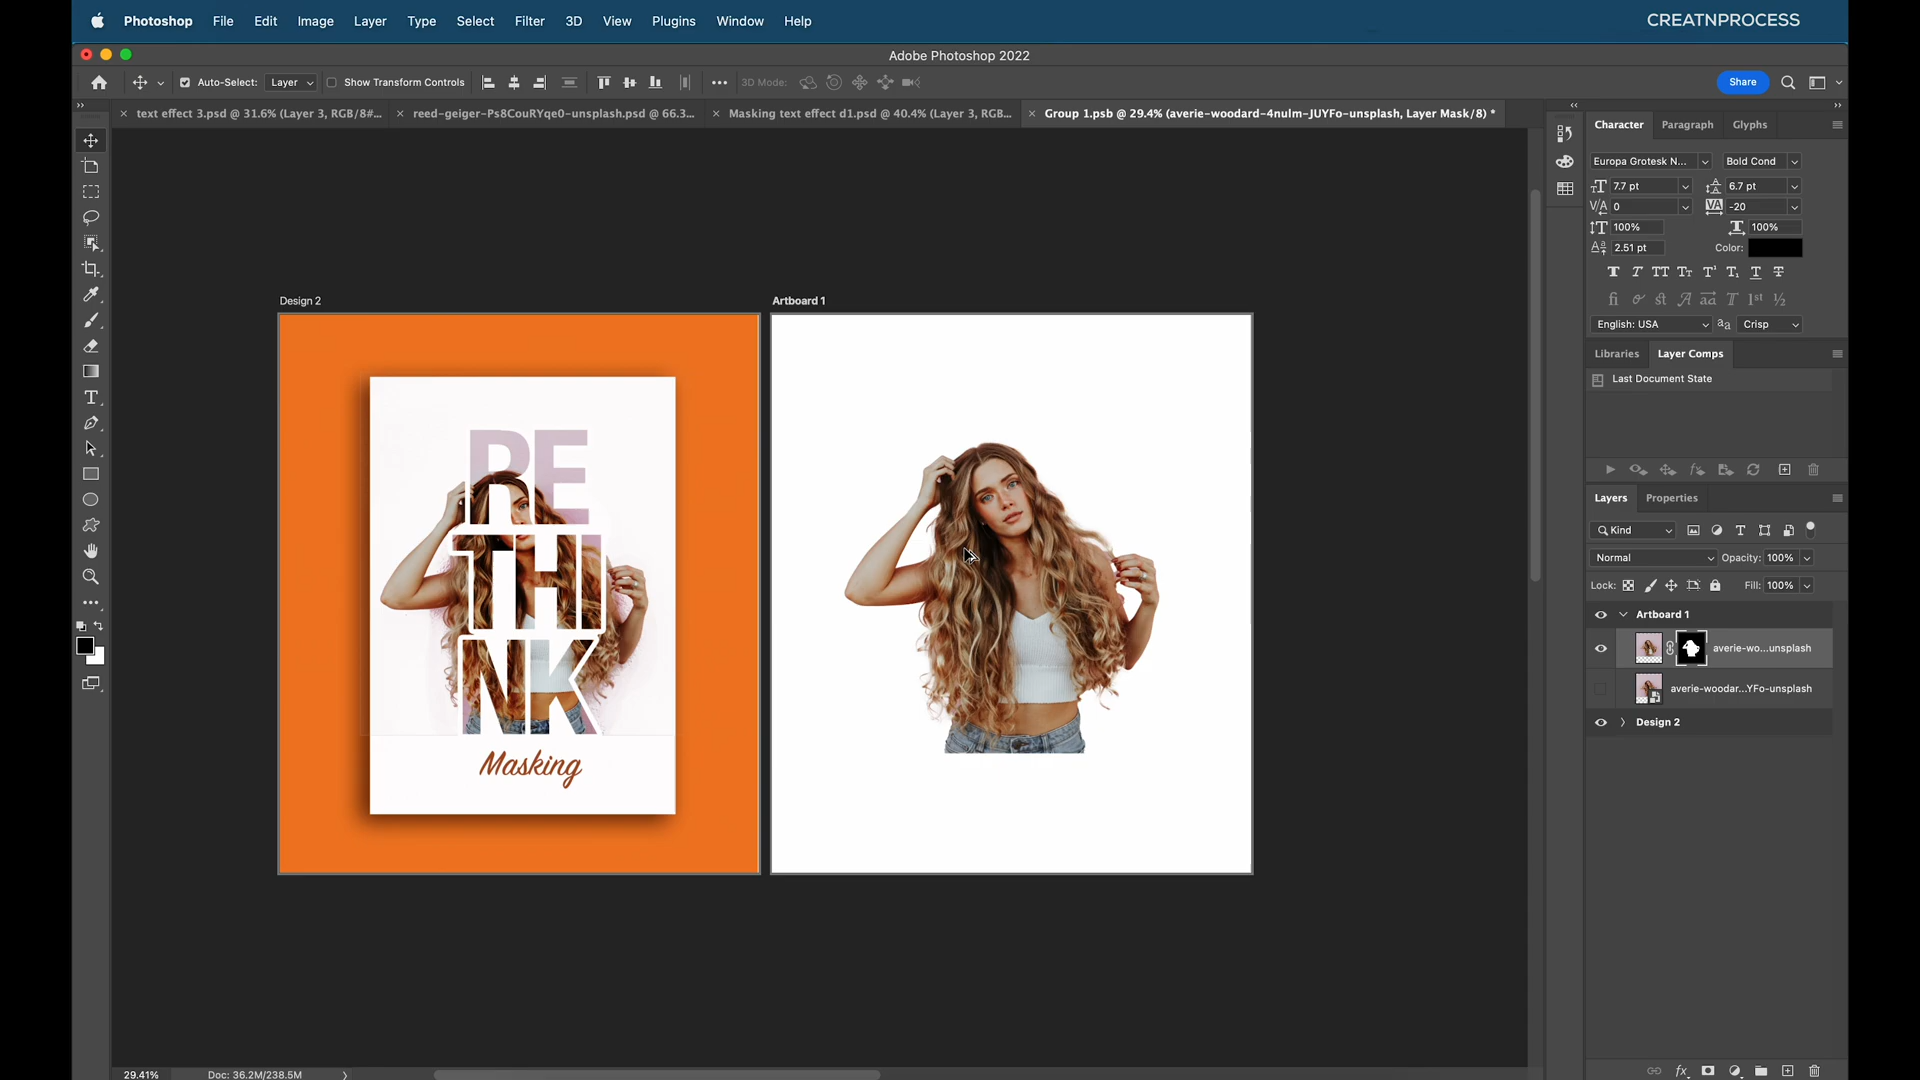 Photoshop File Edit Image Layer Type Select Filter 3D View Plugins Window Help
CREATNPROCESS
Adobe Photoshop 2022
Auto-Select: Layer Show Transform Controls 3D Mode: Share
text effect 3.psd @ 31.6% (Layer 3, RGB/8#... reed-geiger-Ps8CouRYqe0-unsplash.psd @ 66.3... Masking text effect d1.psd @ 40.4% (Layer 3, RGB... Group 1.psb @ 29.4% (averie-woodard-4nulm-JUYFo-unsplash, Layer Mask/8) *
Character Paragraph Glyphs
Europa Grotesk N... Bold Cond
7.7 pt 6.7 pt
0 -20
100% 100%
2.51 pt Color:
English: USA Crisp
Libraries Layer Comps
Last Document State
Layers Properties
Kind
Normal Opacity: 100%
Lock: Fill: 100%
Artboard 1
averie-wo...unsplash
averie-woodar...YFo-unsplash
Design 2
Design 2
RE
THI
NK
Masking
Artboard 1
29.41% Doc: 36.2M/238.5M